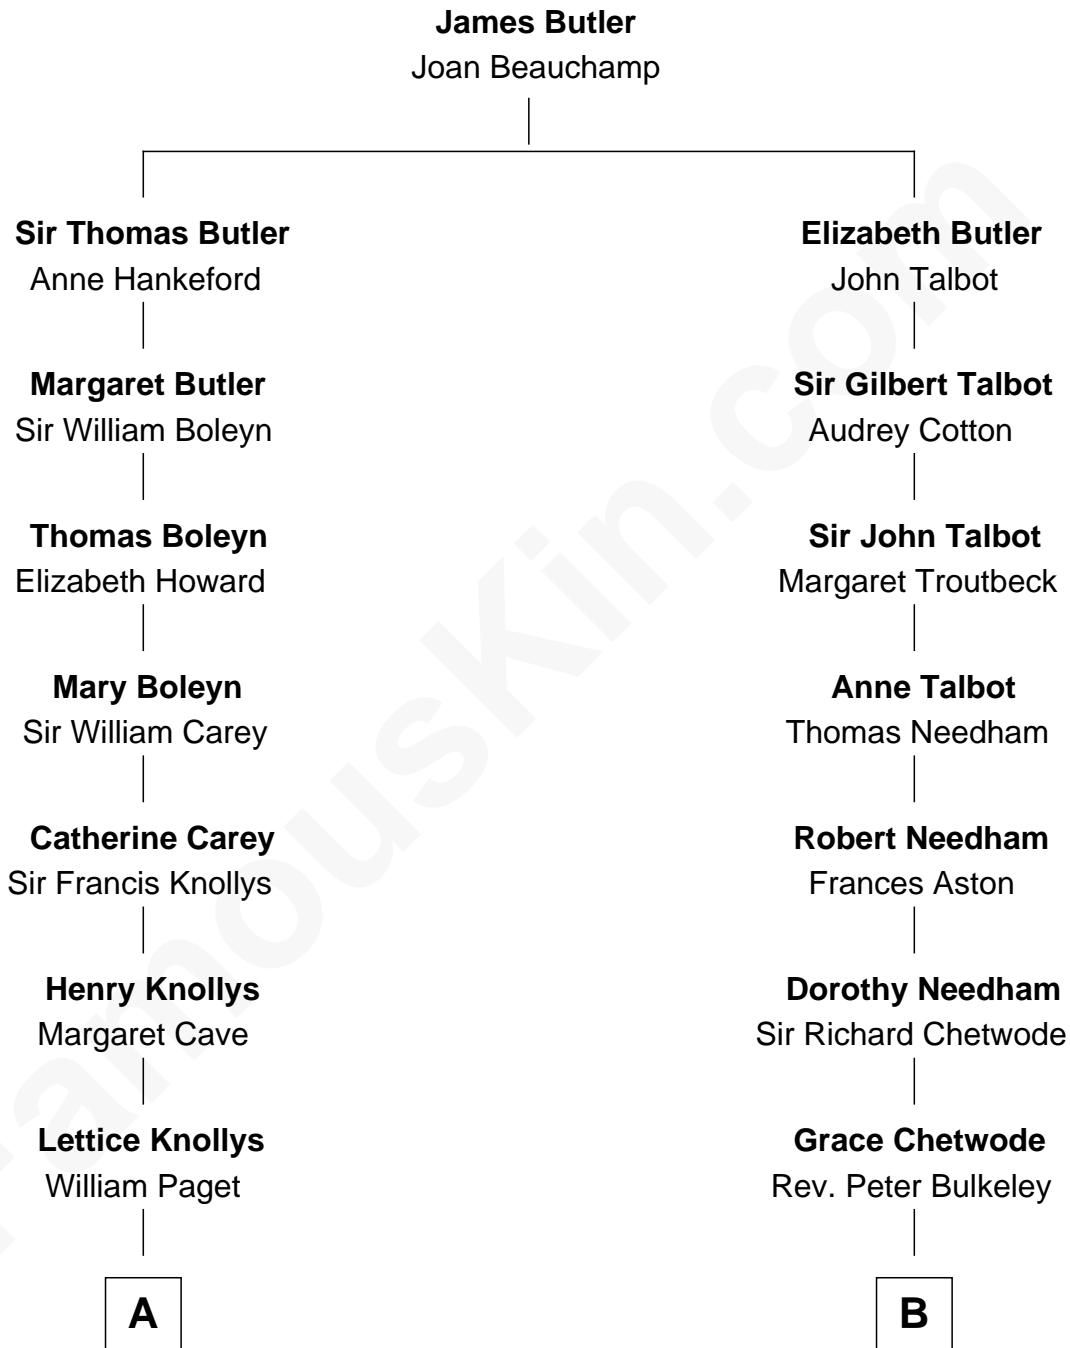 James Butler
Joan Beauchamp
Sir Thomas Butler
Anne Hankeford
Elizabeth Butler
John Talbot
Margaret Butler
Sir William Boleyn
Sir Gilbert Talbot
Audrey Cotton
Thomas Boleyn
Elizabeth Howard
Sir John Talbot
Margaret Troutbeck
Mary Boleyn
Sir William Carey
Anne Talbot
Thomas Needham
Catherine Carey
Sir Francis Knollys
Robert Needham
Frances Aston
Henry Knollys
Margaret Cave
Dorothy Needham
Sir Richard Chetwode
Lettice Knollys
William Paget
Grace Chetwode
Rev. Peter Bulkeley
A
B
FamousKin.com